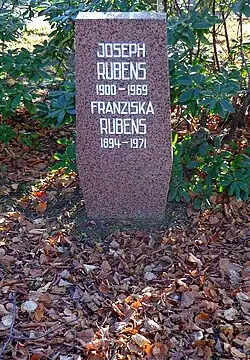 JOSEPH
RUBENS
1900-1969
FRANZISKA
RUBENS
1894-1971